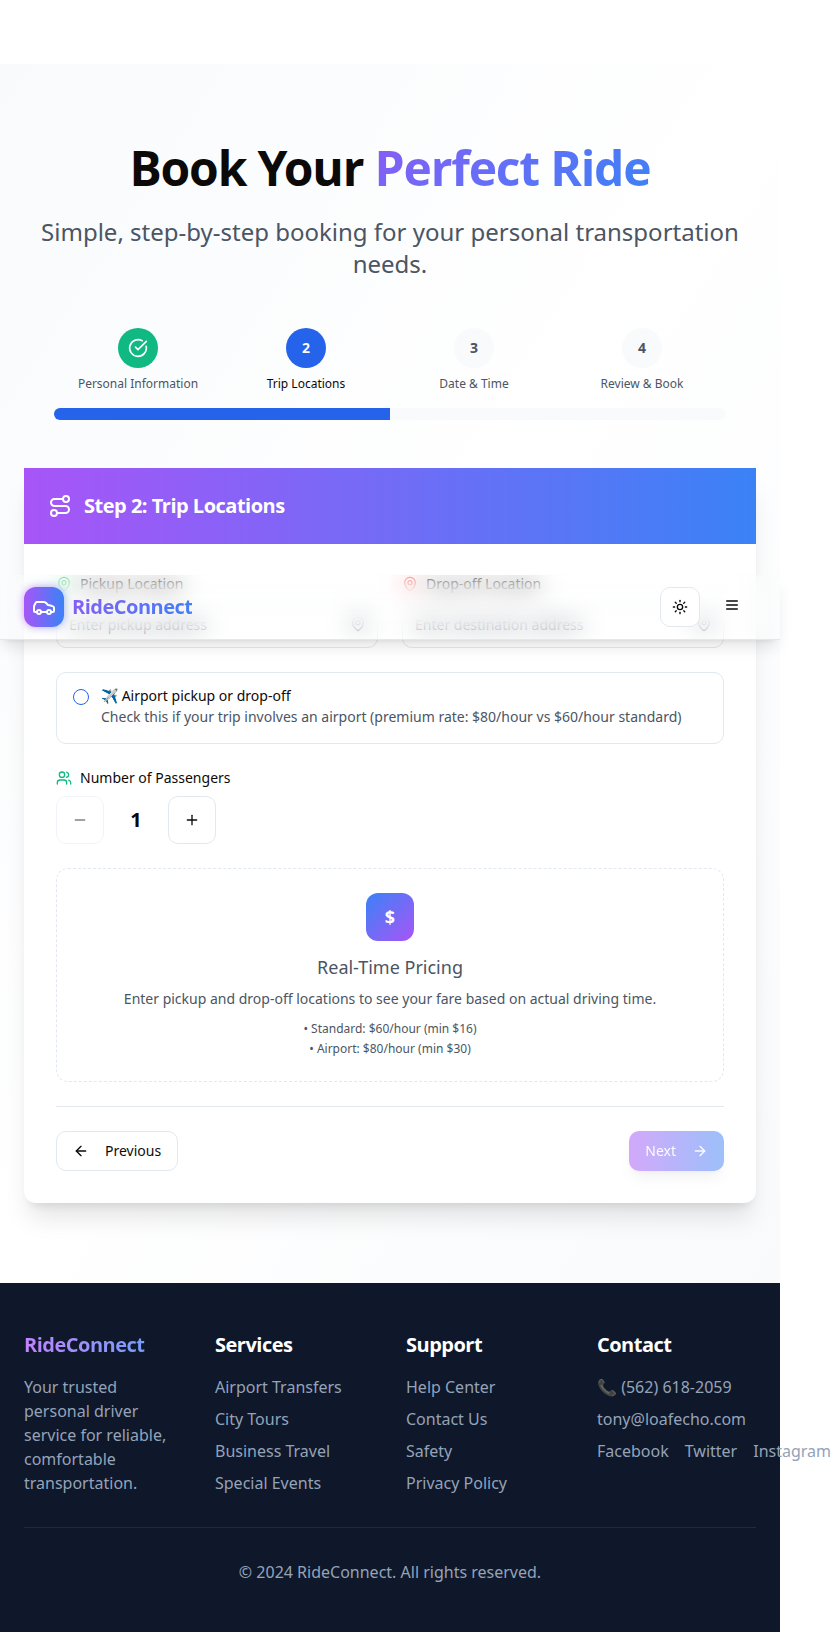 Book Your Perfect Ride
Simple, step-by-step booking for your personal transportation
needs.
2
3
4
Personal Information
Trip Locations
Date & Time
Review & Book
Step 2: Trip Locations
Pickup Location
Drop-off Location
RideConnect
Enter pickup address
Enter destination address
✈️ Airport pickup or drop-off
Check this if your trip involves an airport (premium rate: $80/hour vs $60/hour standard)
Number of Passengers
1
$
Real-Time Pricing
Enter pickup and drop-off locations to see your fare based on actual driving time.
• Standard: $60/hour (min $16)
• Airport: $80/hour (min $30)
Previous
Next
RideConnect
Your trusted
personal driver
service for reliable,
comfortable
transportation.
Services
Airport Transfers
City Tours
Business Travel
Special Events
Support
Help Center
Contact Us
Safety
Privacy Policy
Contact
📞 (562) 618-2059
tony@loafecho.com
Facebook Twitter Instagram
© 2024 RideConnect. All rights reserved.